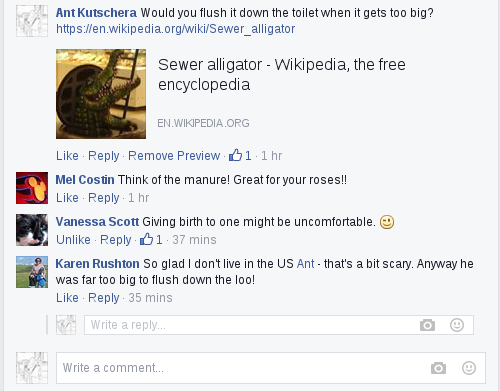 Ant Kutschera Would you flush it down the toilet when it gets too big?
https://en.wikipedia.org/wiki/Sewer_alligator
Sewer alligator - Wikipedia, the free
encyclopedia
EN.WIKIPEDIA.ORG
Like · Reply · Remove Preview · 1 · 1 hr
Mel Costin Think of the manure! Great for your roses!!
Like · Reply · 1 hr
Vanessa Scott Giving birth to one might be uncomfortable.
Unlike · Reply · 1 · 37 mins
Karen Rushton So glad I don't live in the US Ant - that's a bit scary. Anyway he
was far too big to flush down the loo!
Like · Reply · 35 mins
Write a reply...
Write a comment...